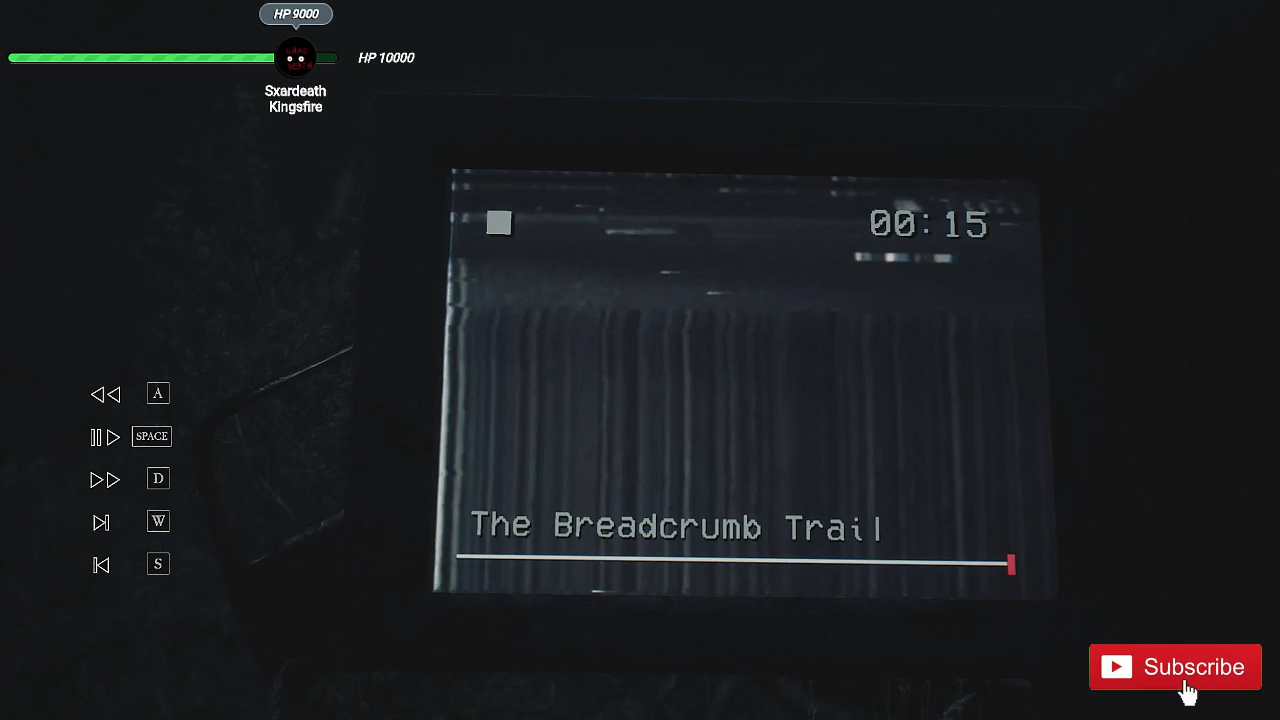 HP 9000
HP 10000
Sxardeath
Kingsfire
00:15
A
SPACE
D
W
S
The Breadcrumb Trail
Subscribe